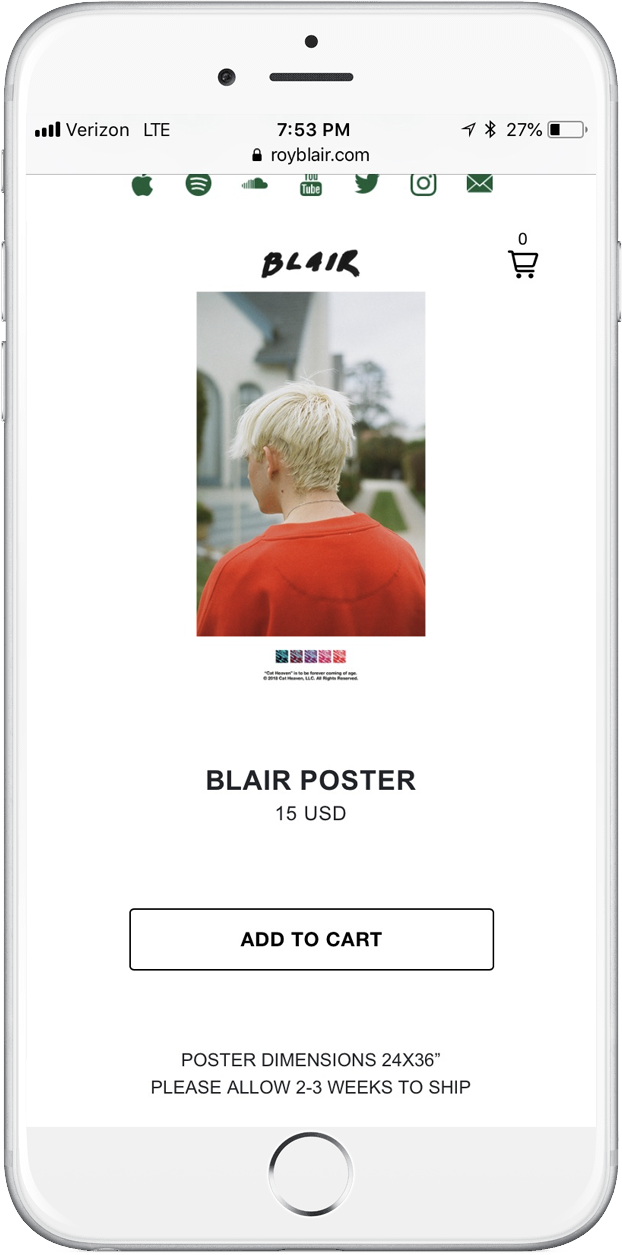 Verizon LTE 7:53 PM 27%
royblair.com
You
Tube
0
BLAIR
"Cat Heaven" is to be forever coming of age.
© 2018 Cat Heaven, LLC. All Rights Reserved.
BLAIR POSTER
15 USD
ADD TO CART
POSTER DIMENSIONS 24X36”
PLEASE ALLOW 2-3 WEEKS TO SHIP